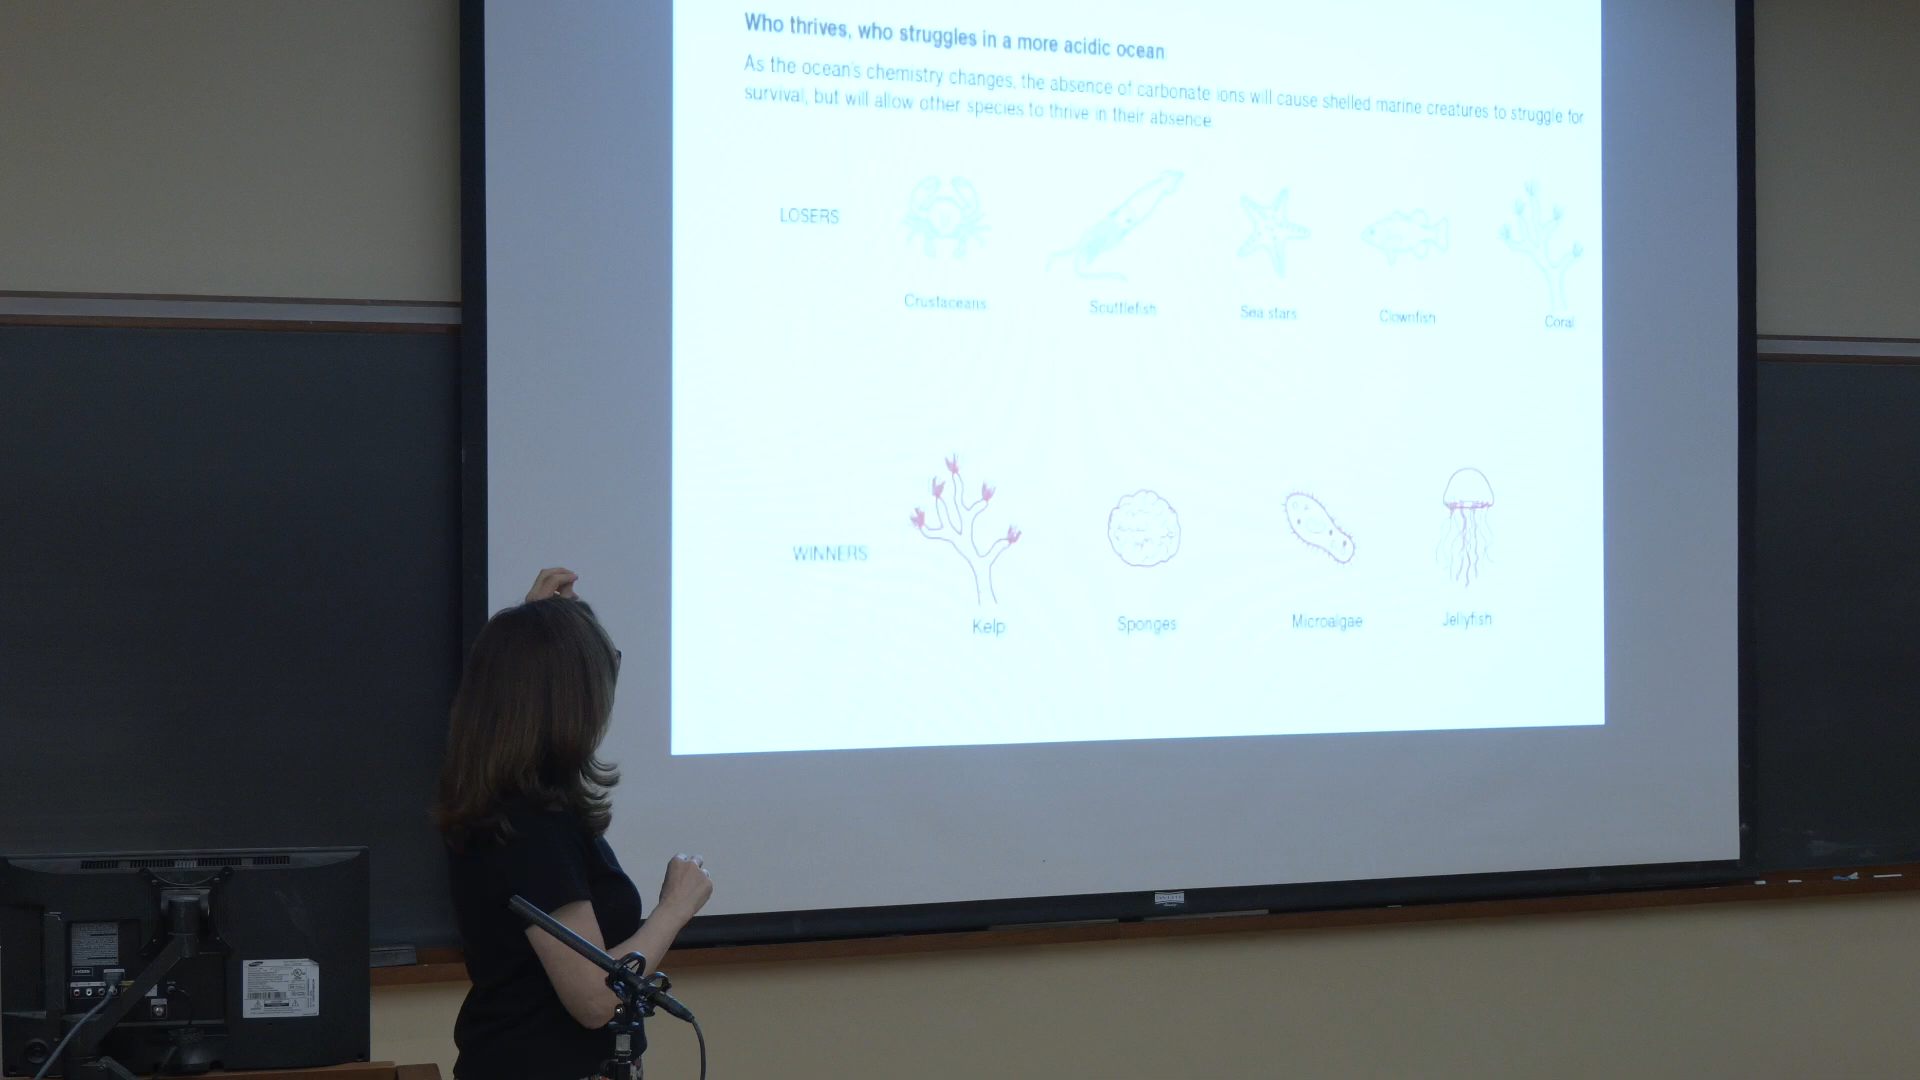 Who thrives, who struggles in a more acidic ocean
As the ocean's chemistry changes, the absence of carbonate ions will cause shelled marine creatures to struggle for
survival, but will allow other species to thrive in their absence.
LOSERS
Crustaceans
Scuttlefish
Sea stars
Clownfish
Coral
WINNERS
Kelp
Sponges
Microalgae
Jellyfish
SAMSUNG
HDMI